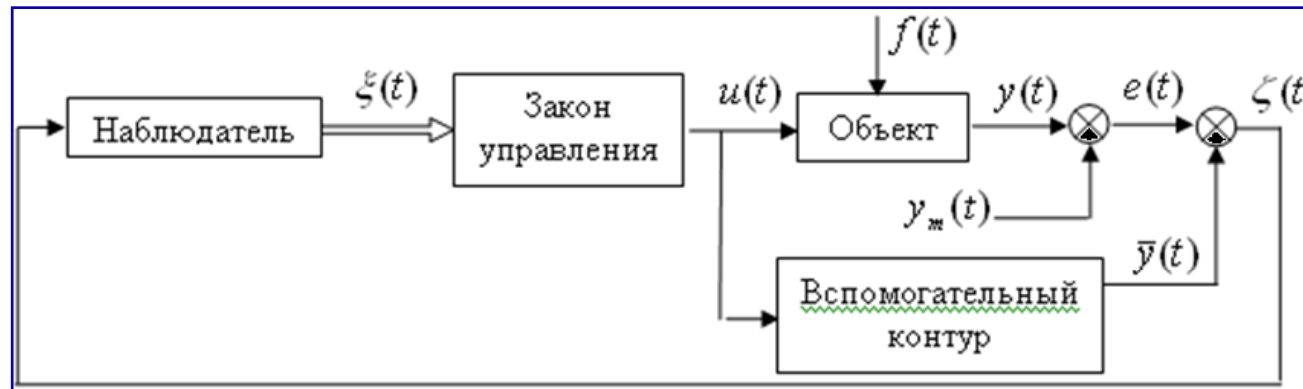 f(t)
ξ(t)
Закон
управления
u(t)
y(t)
e(t)
ζ(t
Наблюдатель
Объект
y_m(t)
ȳ(t)
Вспомогательный
контур